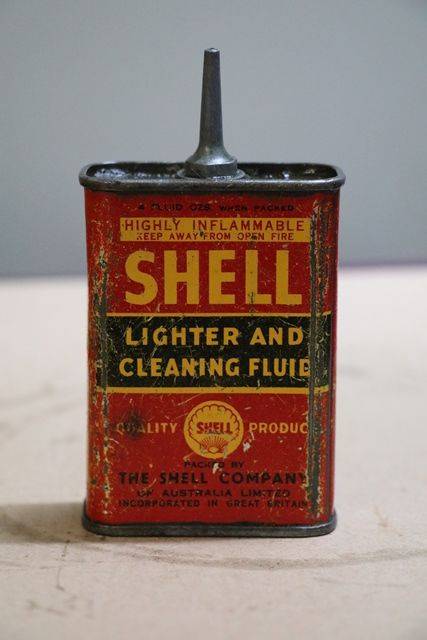 4 FLUID OZS. WHEN PACKED
HIGHLY INFLAMMABLE
KEEP AWAY FROM OPEN FIRE
SHELL
LIGHTER AND
CLEANING FLUID
QUALITY SHELL PRODUC
PACKED BY
THE SHELL COMPANY
OF AUSTRALIA LIMITED
INCORPORATED IN GREAT BRITAIN